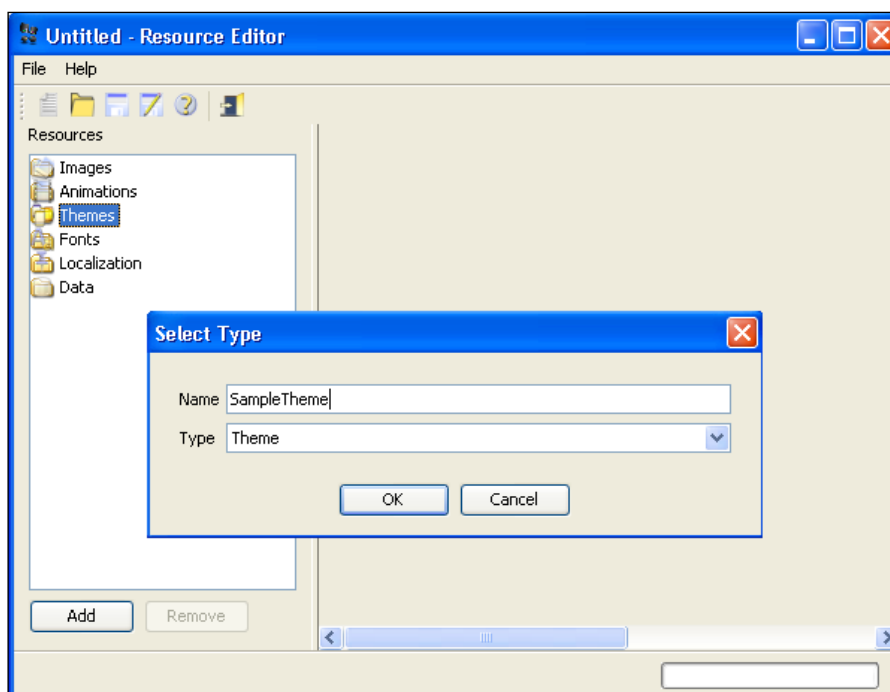 Untitled - Resource Editor
File Help
Resources
Images
Animations
Themes
Fonts
Localization
Data
Select Type
Name SampleTheme
Type Theme
OK Cancel
Add Remove